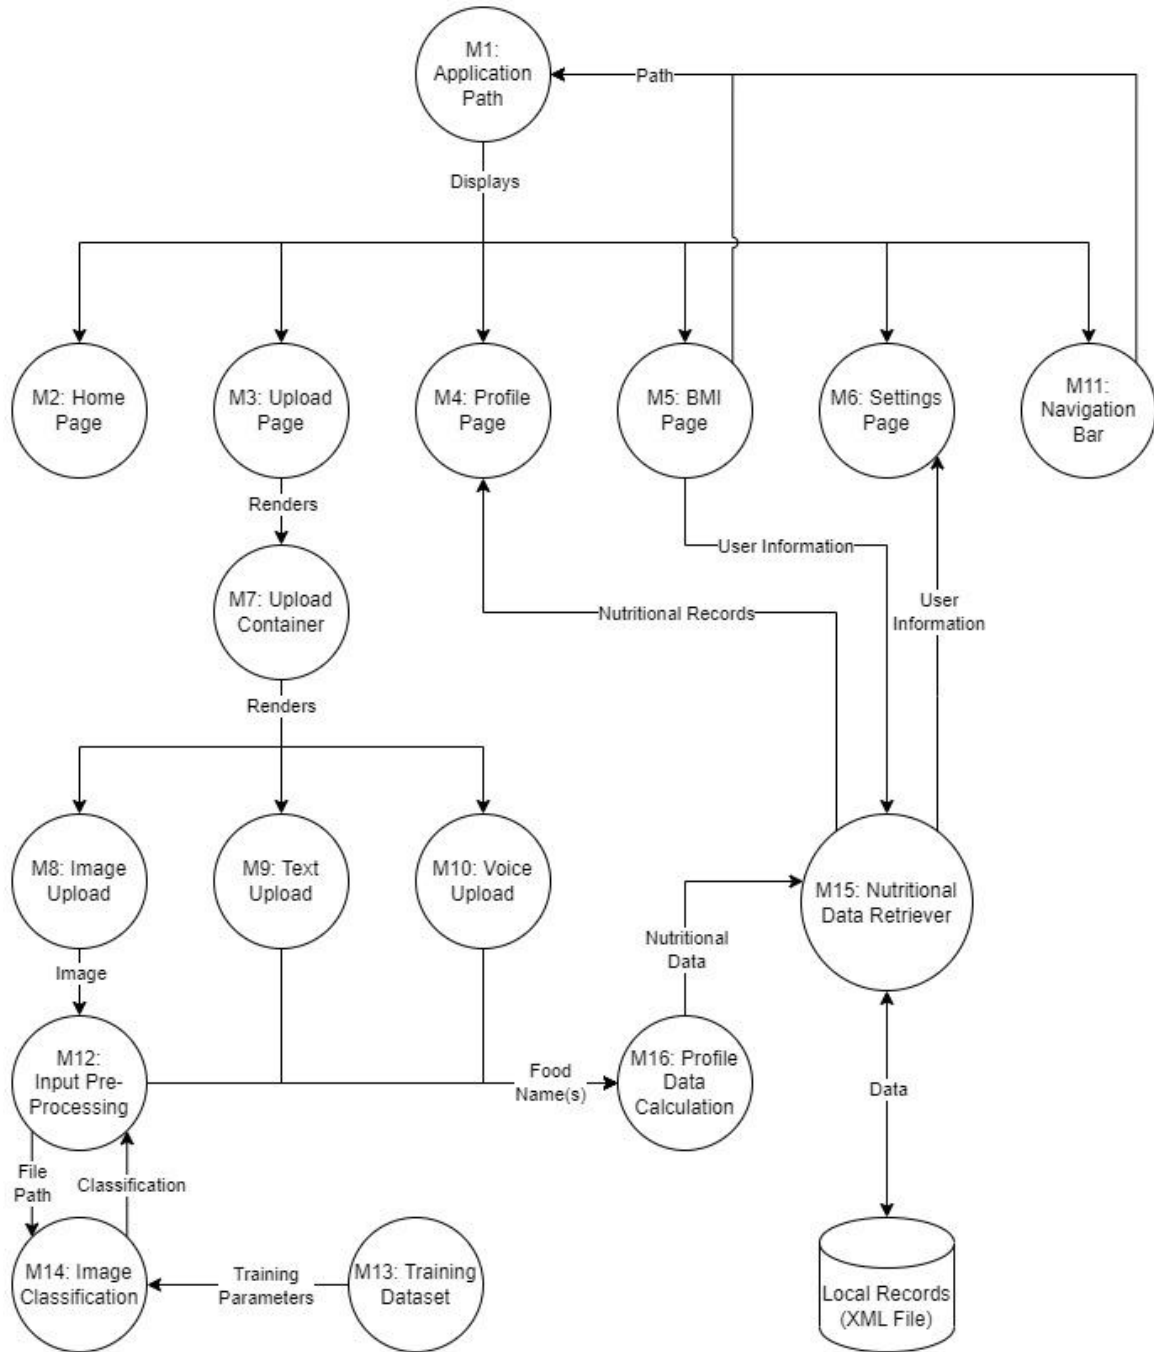 M1:
Application
Path
Path
Displays
M2: Home
Page
M3: Upload
Page
M4: Profile
Page
M5: BMI
Page
M6: Settings
Page
M11:
Navigation
Bar
Renders
User Information
M7: Upload
Container
Nutritional Records
User
Information
Renders
M8: Image
Upload
M9: Text
Upload
M10: Voice
Upload
M15: Nutritional
Data Retriever
Nutritional
Data
Image
M12:
Input Pre-
Processing
Food
Name(s)
M16: Profile
Data
Calculation
Data
File
Path
Classification
M14: Image
Classification
Training
Parameters
M13: Training
Dataset
Local Records
(XML File)